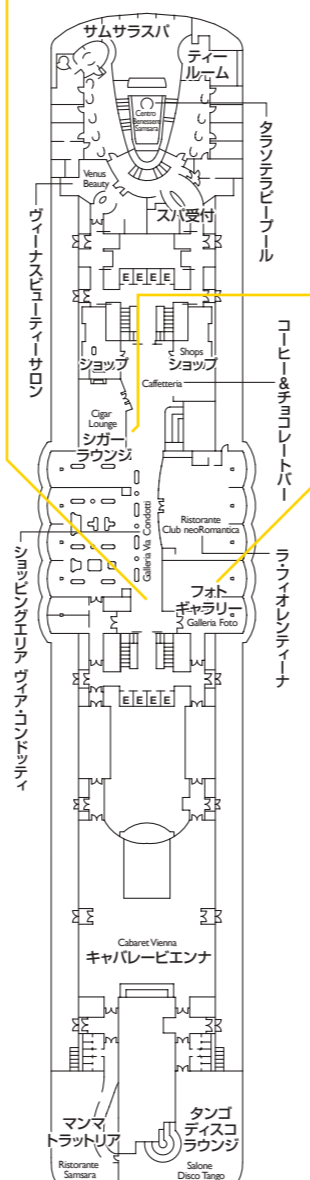 サムサラスパ
ティー
ルーム
Centro
Benessere
Samsara
タラソテラピープール
Venus
Beauty
スパ受付
ヴィーナスビューティーサロン
E E E E
ショップ
Shops
ショップ
Caffetteria
コーヒー&チョコレートバー
Cigar
Lounge
シガー
ラウンジ
Galleria Via Condotti
Ristorante
Club neoRomantica
ラ・フィオレンティーナ
フォト
ギャラリー
Galleria Foto
ショッピングエリア ヴィア・コンドッティ
E E E E
Cabaret Vienna
キャバレービエンナ
マンマ
トラットリア
Ristorante
Samsara
タンゴ
ディスコ
ラウンジ
Salone
Disco Tango